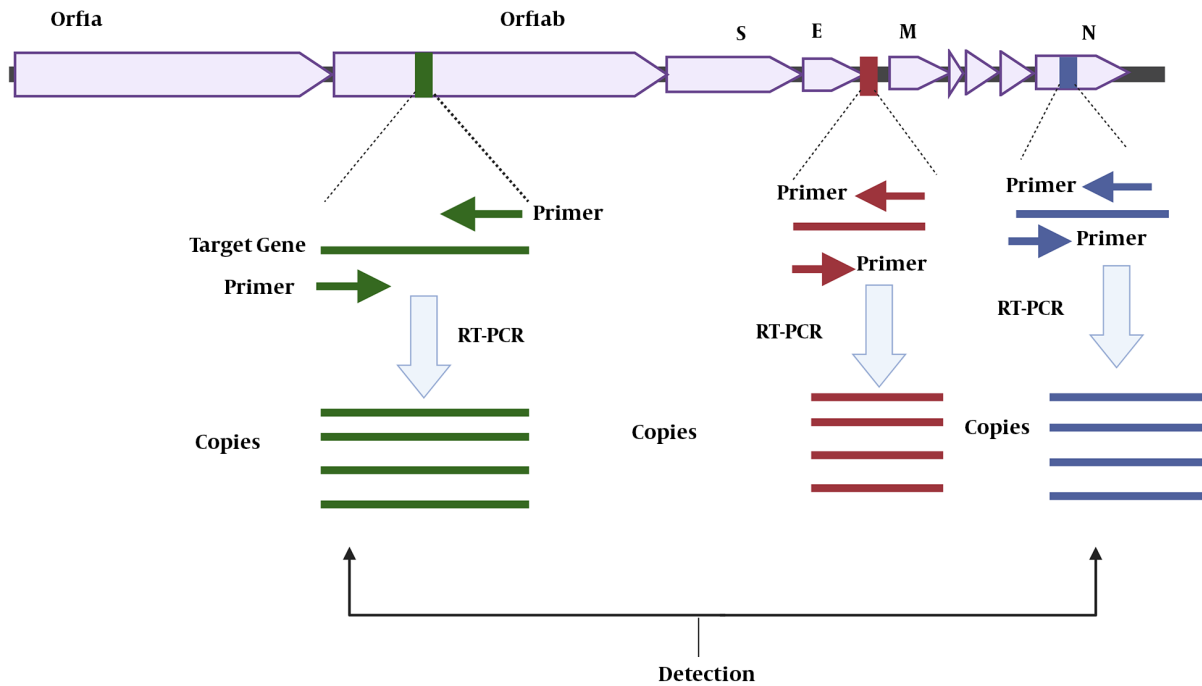 Orf1a
Orf1ab
S
E
M
N
Primer
Target Gene
Primer
RT-PCR
Copies
Primer
Primer
RT-PCR
Copies
Primer
Primer
RT-PCR
Copies
Detection